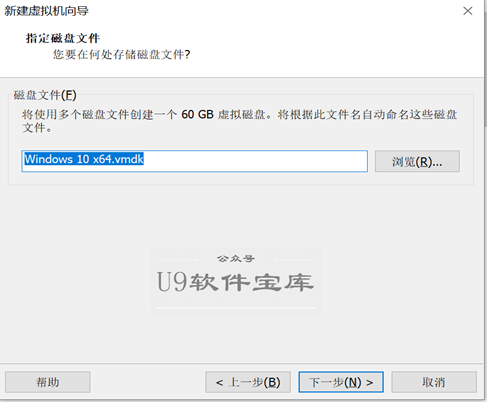 新建虚拟机向导
指定磁盘文件
您要在何处存储磁盘文件?
磁盘文件(F)
将使用多个磁盘文件创建一个 60 GB 虚拟磁盘。将根据此文件名自动命名这些磁盘
文件。
Windows 10 x64.vmdk
浏览(R)...
公众号
U9软件宝库
帮助
< 上一步(B)
下一步(N) >
取消